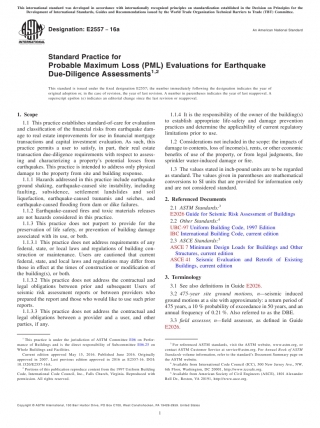 This international standard was developed in accordance with internationally recognized principles on standardization established in the Decision on Principles for the
Development of International Standards, Guides and Recommendations issued by the World Trade Organization Technical Barriers to Trade (TBT) Committee.
Designation: E2557 - 16a
An American National Standard
Standard Practice for
Probable Maximum Loss (PML) Evaluations for Earthquake
Due-Diligence Assessments1,2
This standard is issued under the fixed designation E2557; the number immediately following the designation indicates the year of
original adoption or, in the case of revision, the year of last revision. A number in parentheses indicates the year of last reapproval. A
superscript epsilon (ε) indicates an editorial change since the last revision or reapproval.
1. Scope
1.1 This practice establishes standard-of-care for evaluation
and classification of the financial risks from earthquake dam-
age to real estate improvements for use in financial mortgage
transactions and capital investment evaluation. As such, this
practice permits a user to satisfy, in part, their real estate
transaction due-diligence requirements with respect to assess-
ing and characterizing a property's potential losses from
earthquakes. This practice is intended to address only physical
damage to the property from site and building response.
1.1.1 Hazards addressed in this practice include earthquake
ground shaking, earthquake-caused site instability, including
faulting, subsidence, settlement landslides and soil
liquefaction, earthquake-caused tsunamis and seiches, and
earthquake-caused flooding from dam or dike failures.
1.1.2 Earthquake-caused fires and toxic materials releases
are not hazards considered in this practice.
1.1.3 This practice does not purport to provide for the
preservation of life safety, or prevention of building damage
associated with its use, or both.
1.1.3.1 This practice does not address requirements of any
federal, state, or local laws and regulations of building con-
struction or maintenance. Users are cautioned that current
federal, state, and local laws and regulations may differ from
those in effect at the times of construction or modification of
the building(s), or both.
1.1.3.2 This practice does not address the contractual and
legal obligations between prior and subsequent Users of
seismic risk assessment reports or between providers who
prepared the report and those who would like to use such prior
reports.
1.1.3.3 This practice does not address the contractual and
legal obligations between a provider and a user, and other
parties, if any.
1 This practice is under the jurisdiction of ASTM Committee E06 on Perfor-
mance of Buildings and is the direct responsibility of Subcommittee E06.25 on
Whole Buildings and Facilities.
Current edition approved May 15, 2016. Published June 2016. Originally
approved in 2007. Last previous edition approved in 2016 as E2557-16. DOI:
10.1520/E2557-16A.
2 Portions of this publication reproduce content from the 1997 Uniform Building
Code, International Code Council, Inc., Falls Church, Virginia. Reproduced with
permission. All rights reserved.
1.1.4 It is the responsibility of the owner of the building(s)
to establish appropriate life-safety and damage prevention
practices and determine the applicability of current regulatory
limitations prior to use.
1.2 Considerations not included in the scope: the impacts of
damage to contents, loss of income(s), rents, or other economic
benefits of use of the property, or from legal judgments, fire
sprinkler water-induced damage or fire.
1.3 The values stated in inch-pound units are to be regarded
as standard. The values given in parentheses are mathematical
conversions to SI units that are provided for information only
and are not considered standard.
2. Referenced Documents
2.1 ASTM Standards:3
E2026 Guide for Seismic Risk Assessment of Buildings
2.2 Other Standards:4
UBC-97 Uniform Building Code, 1997 Edition
IBC International Building Code, current edition
2.3 ASCE Standards:5
ASCE 7 Minimum Design Loads for Buildings and Other
Structures, current edition
ASCE 41 Seismic Evaluation and Retrofit of Existing
Buildings, current edition
3. Terminology
3.1 See also definitions in Guide E2026.
3.2 475-year site ground motions, n—seismic induced
ground motions at a site with approximately: a return period of
475 years, a 10 % probability of exceedance in 50 years, and an
annual frequency of 0.21 %. Also referred to as the DBE.
3.3 field assessor, n—field assessor, as defined in Guide
E2026.
3 For referenced ASTM standards, visit the ASTM website, www.astm.org, or
contact ASTM Customer Service at service@astm.org. For Annual Book of ASTM
Standards volume information, refer to the standard's Document Summary page on
the ASTM website.
4 Available from International Code Council (ICC), 500 New Jersey Ave., NW,
6th Floor, Washington, DC 20001, http://www.iccsafe.org.
5 Available from American Society of Civil Engineers (ASCE), 1801 Alexander
Bell Dr., Reston, VA 20191, http://www.asce.org.
Copyright © ASTM International, 100 Barr Harbor Drive, PO Box C700, West Conshohocken, PA 19428-2959. United States
1